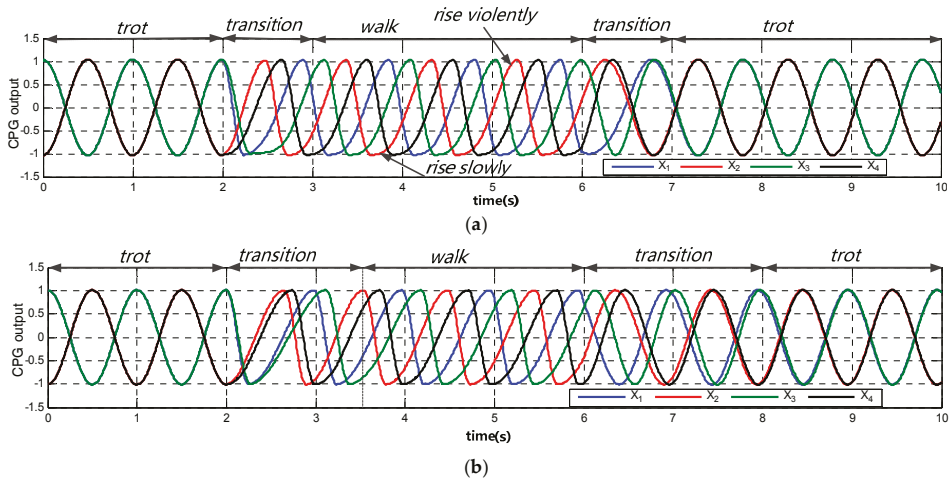 rise violently
trot transition walk transition trot
1.5
1
0.5
0
-0.5
-1
-1.5
CPG output
rise slowly
X1 X2 X3 X4
0 1 2 3 4 5 6 7 8 9 10
time(s)
(a)
trot transition walk transition trot
1.5
1
0.5
0
-0.5
-1
-1.5
CPG output
X1 X2 X3 X4
0 1 2 3 4 5 6 7 8 9 10
time(s)
(b)